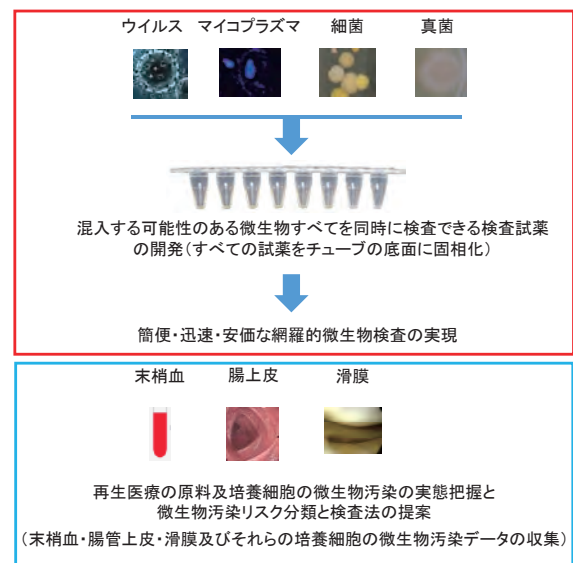 ウイルス マイコプラズマ 細菌 真菌
混入する可能性のある微生物すべてを同時に検査できる検査試薬
の開発(すべての試薬をチューブの底面に固相化)
簡便・迅速・安価な網羅的微生物検査の実現
末梢血 腸上皮 滑膜
再生医療の原料及培養細胞の微生物汚染の実態把握と
微生物汚染リスク分類と検査法の提案
(末梢血・腸管上皮・滑膜及びそれらの培養細胞の微生物汚染データの収集)